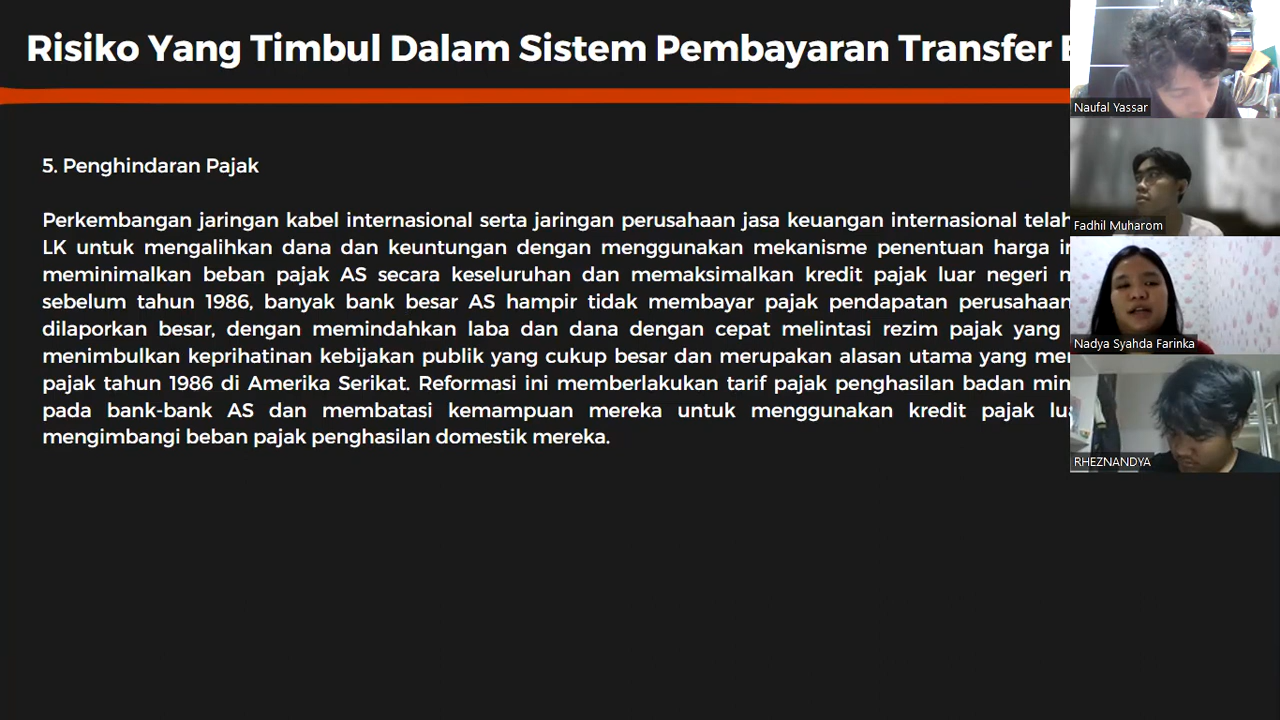 Risiko Yang Timbul Dalam Sistem Pembayaran Transfer
5. Penghindaran Pajak
Perkembangan jaringan kabel internasional serta jaringan perusahaan jasa keuangan internasional telah
LK untuk mengalihkan dana dan keuntungan dengan menggunakan mekanisme penentuan harga
meminimalkan beban pajak AS secara keseluruhan dan memaksimalkan kredit pajak luar negeri
sebelum tahun 1986, banyak bank besar AS hampir tidak membayar pajak pendapatan perusahaan
dilaporkan besar, dengan memindahkan laba dan dana dengan cepat melintasi rezim pajak yang
menimbulkan keprihatinan kebijakan publik yang cukup besar dan merupakan alasan utama yang
pajak tahun 1986 di Amerika Serikat. Reformasi ini memberlakukan tarif pajak penghasilan badan
pada bank-bank AS dan membatasi kemampuan mereka untuk menggunakan kredit pajak
mengimbangi beban pajak penghasilan domestik mereka.
Naufal Yassar
Fadhil Muharom
Nadya Syahda Farinka
RHEZNANDYA